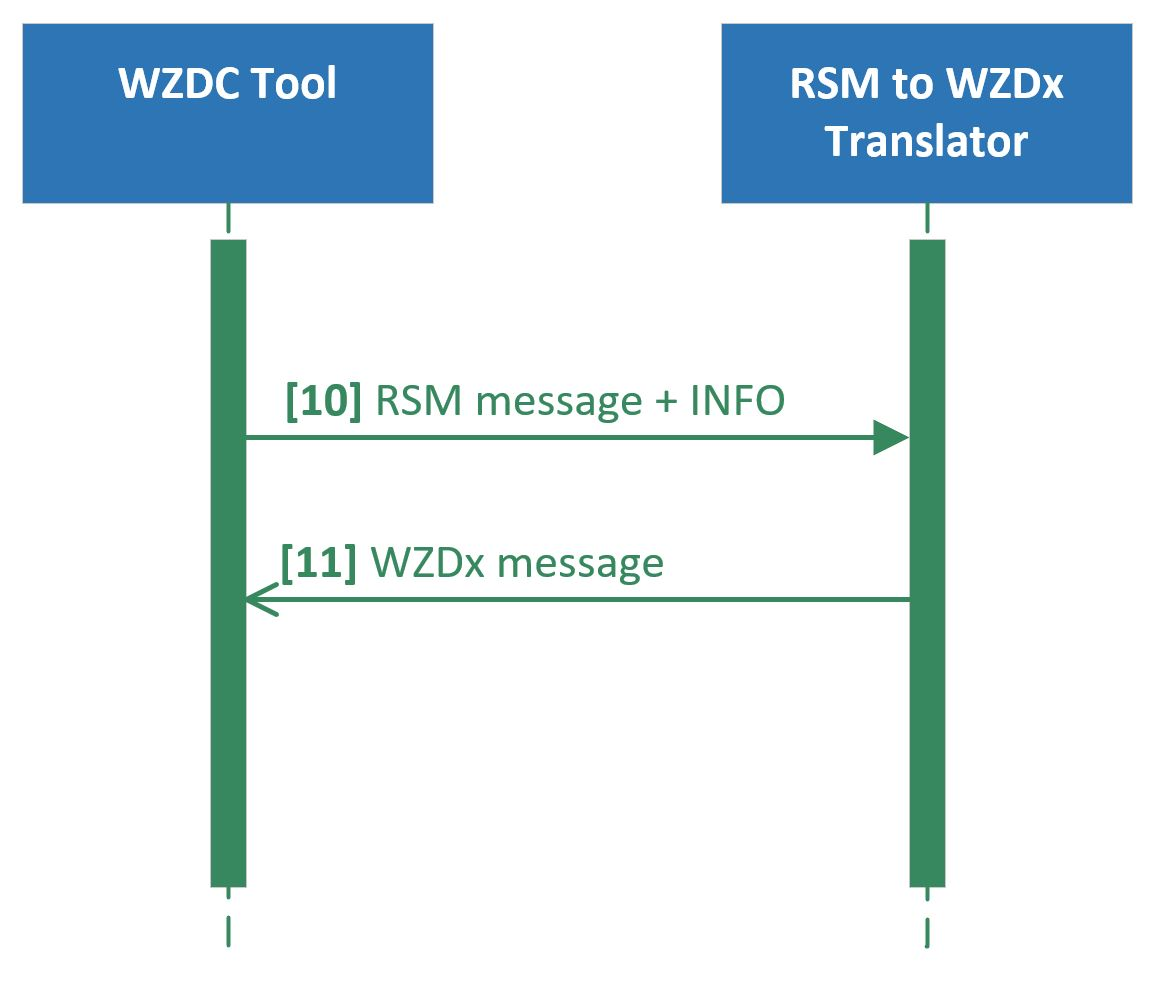 WZDC Tool
RSM to WZDx
Translator
[10] RSM message + INFO
[11] WZDx message